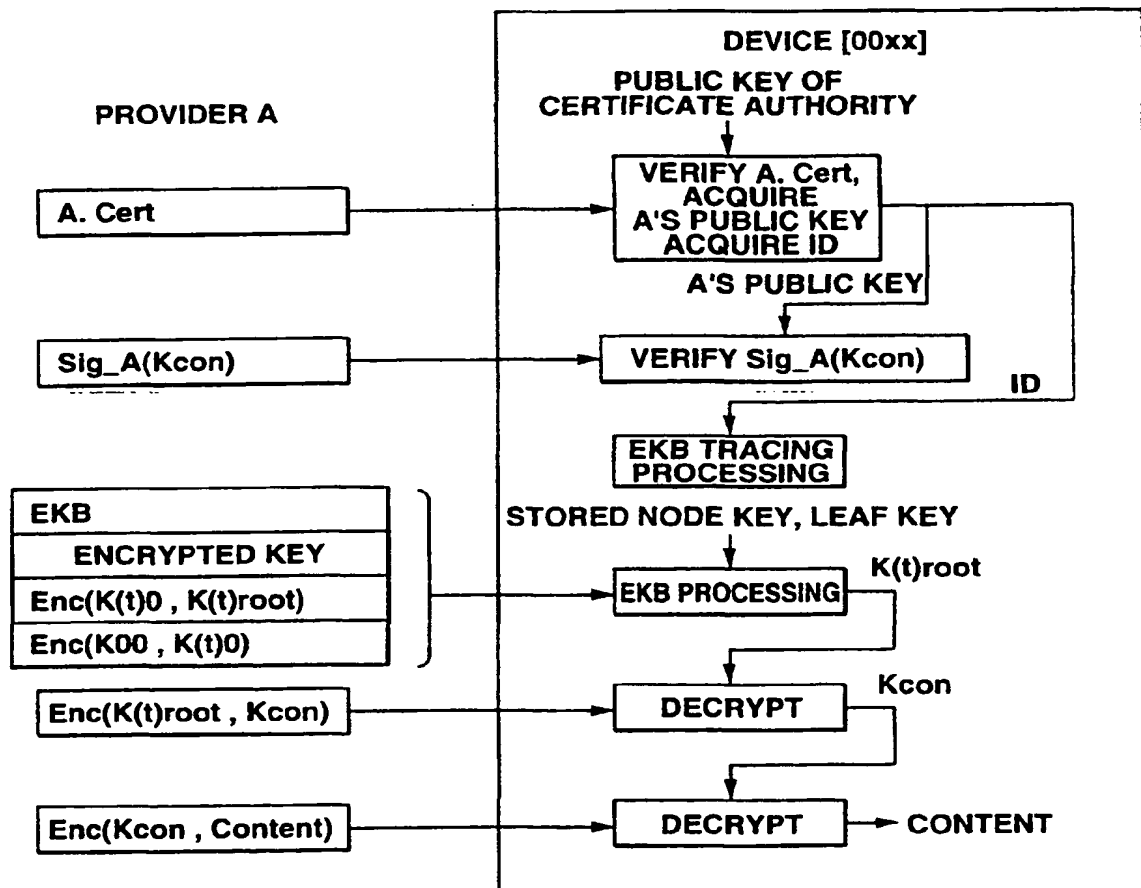 DEVICE [00xx]
PROVIDER A
PUBLIC KEY OF
CERTIFICATE AUTHORITY
A. Cert
VERIFY A. Cert,
ACQUIRE
A'S PUBLIC KEY
ACQUIRE ID
A'S PUBLIC KEY
Sig_A(Kcon)
VERIFY Sig_A(Kcon)
ID
EKB TRACING
PROCESSING
EKB
ENCRYPTED KEY
Enc(K(t)0 , K(t)root)
Enc(K00 , K(t)0)
STORED NODE KEY, LEAF KEY
EKB PROCESSING
K(t)root
Enc(K(t)root , Kcon)
DECRYPT
Kcon
Enc(Kcon , Content)
DECRYPT
CONTENT